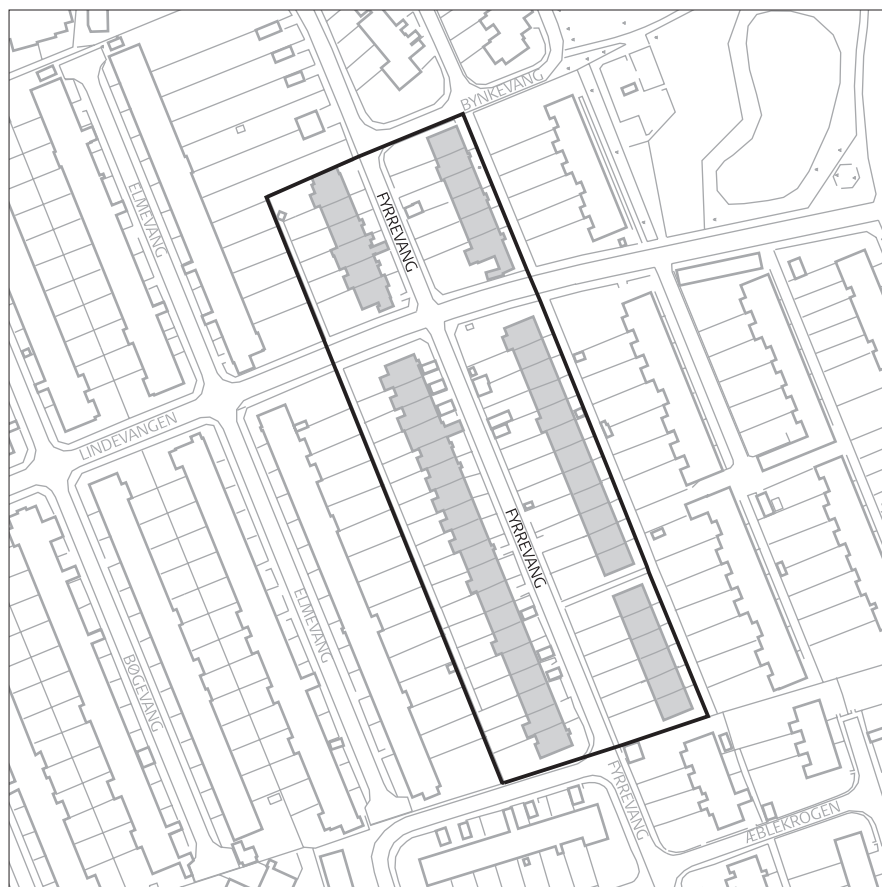 BYNKEVANG
ELMEVANG
FYRREVANG
LINDEVANGEN
FYRREVANG
ELMEVANG
BØGEVANG
FYRREVANG
ÆBLEKROGEN